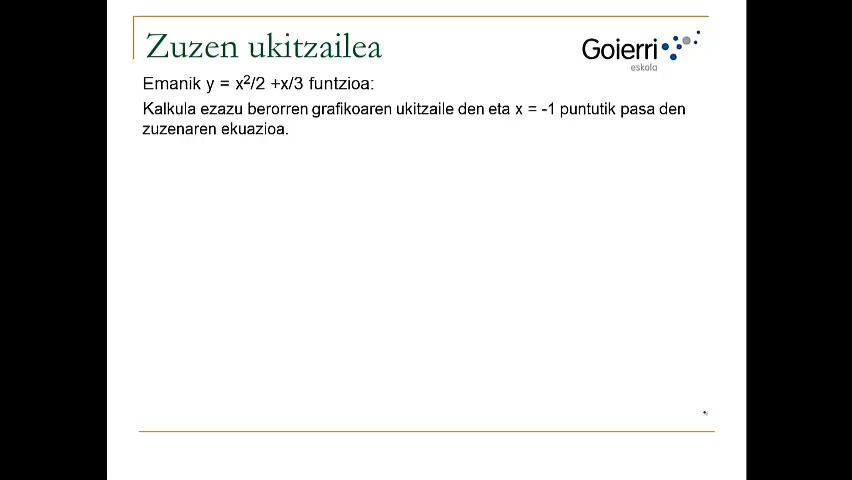 Zuzen ukitzailea
Goierri
eskola
Emanik y = x²/2 +x/3 funtzioa:
Kalkula ezazu berorren grafikoaren ukitzaile den eta x = -1 puntutik pasa den
zuzenaren ekuazioa.